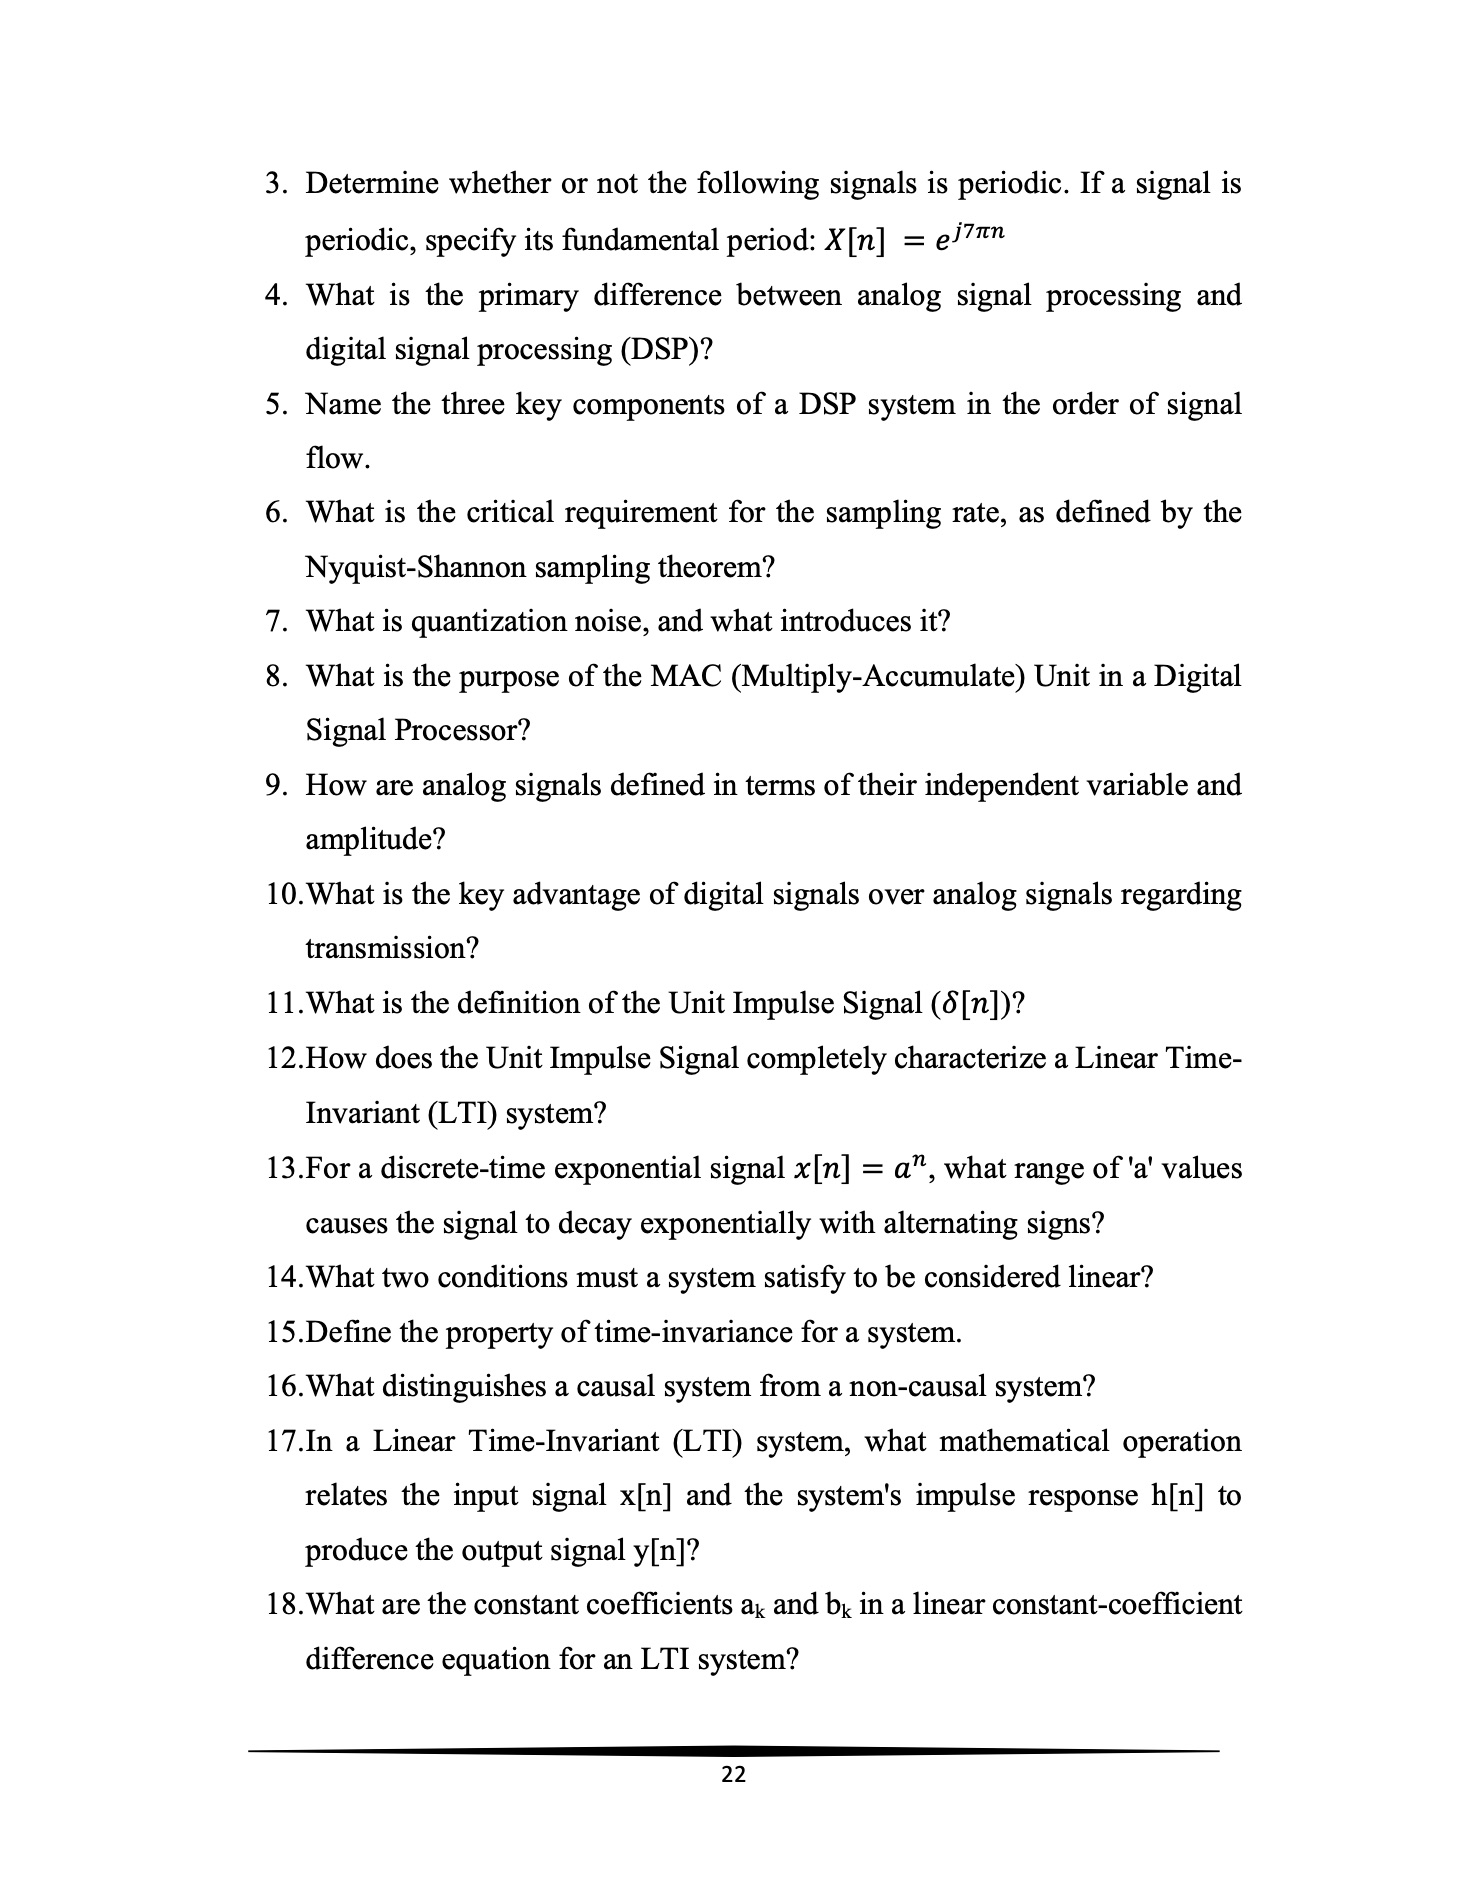 3. Determine whether or not the following signals is periodic. If a signal is
periodic, specify its fundamental period: X[n] = e^{j7πn}
4. What is the primary difference between analog signal processing and
digital signal processing (DSP)?
5. Name the three key components of a DSP system in the order of signal
flow.
6. What is the critical requirement for the sampling rate, as defined by the
Nyquist-Shannon sampling theorem?
7. What is quantization noise, and what introduces it?
8. What is the purpose of the MAC (Multiply-Accumulate) Unit in a Digital
Signal Processor?
9. How are analog signals defined in terms of their independent variable and
amplitude?
10.What is the key advantage of digital signals over analog signals regarding
transmission?
11.What is the definition of the Unit Impulse Signal (δ[n])?
12.How does the Unit Impulse Signal completely characterize a Linear Time-
Invariant (LTI) system?
13.For a discrete-time exponential signal x[n] = aⁿ, what range of 'a' values
causes the signal to decay exponentially with alternating signs?
14.What two conditions must a system satisfy to be considered linear?
15.Define the property of time-invariance for a system.
16.What distinguishes a causal system from a non-causal system?
17.In a Linear Time-Invariant (LTI) system, what mathematical operation
relates the input signal x[n] and the system's impulse response h[n] to
produce the output signal y[n]?
18.What are the constant coefficients aₖ and bₖ in a linear constant-coefficient
difference equation for an LTI system?
22